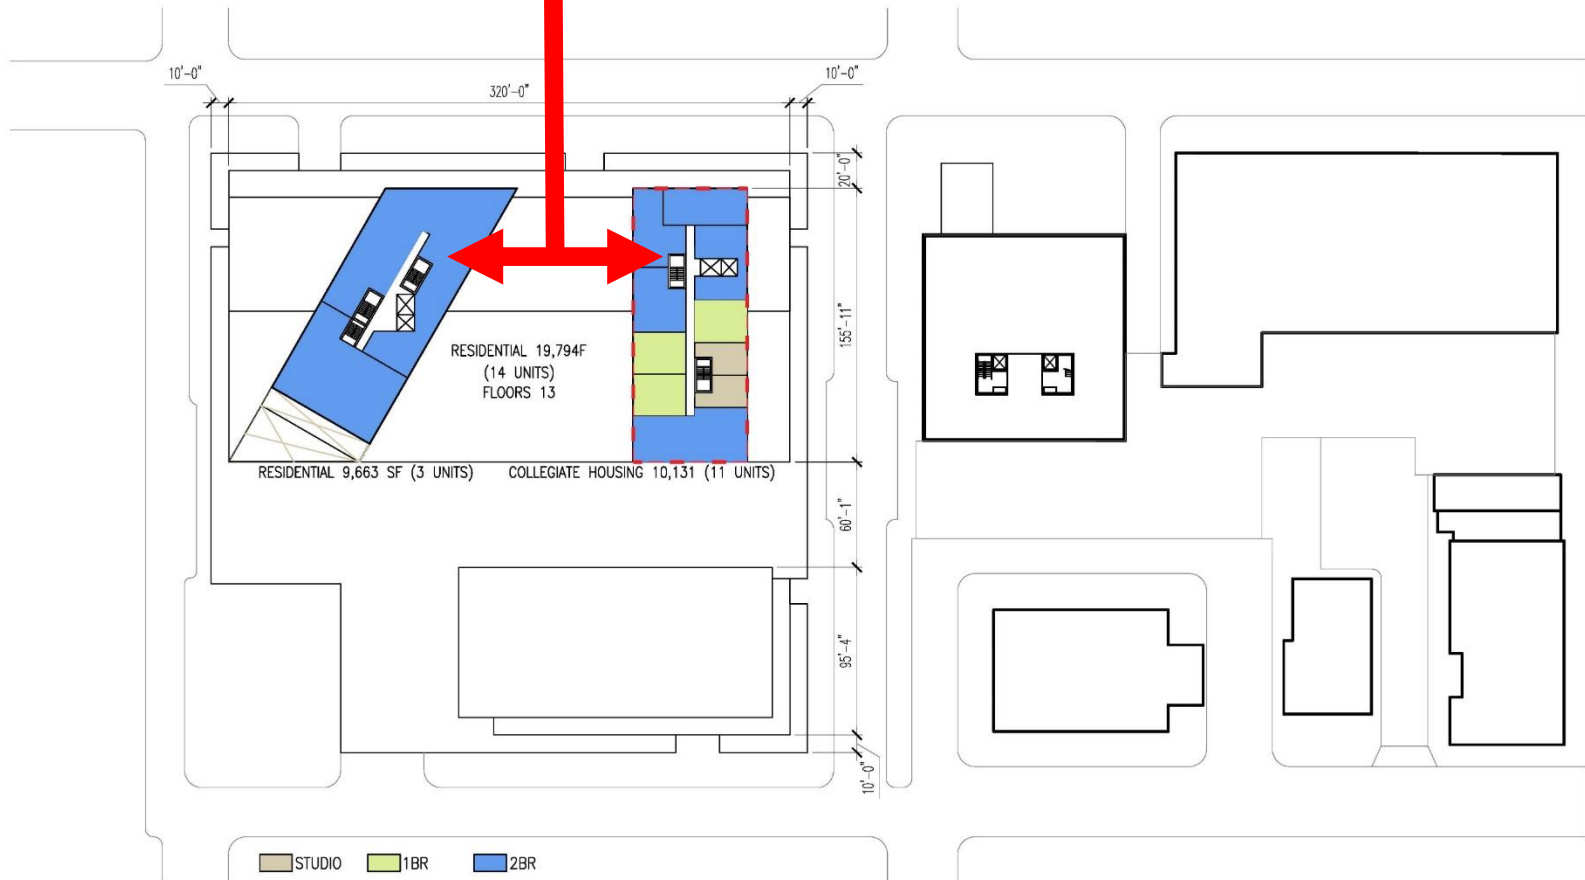 10'-0"
10'-0"
320'-0"
20'-0"
155'-11"
RESIDENTIAL 19,794F
(14 UNITS)
FLOORS 13
RESIDENTIAL 9,663 SF (3 UNITS)
COLLEGIATE HOUSING 10,131 (11 UNITS)
60'-1"
95'-4"
10'-0"
STUDIO
1BR
2BR